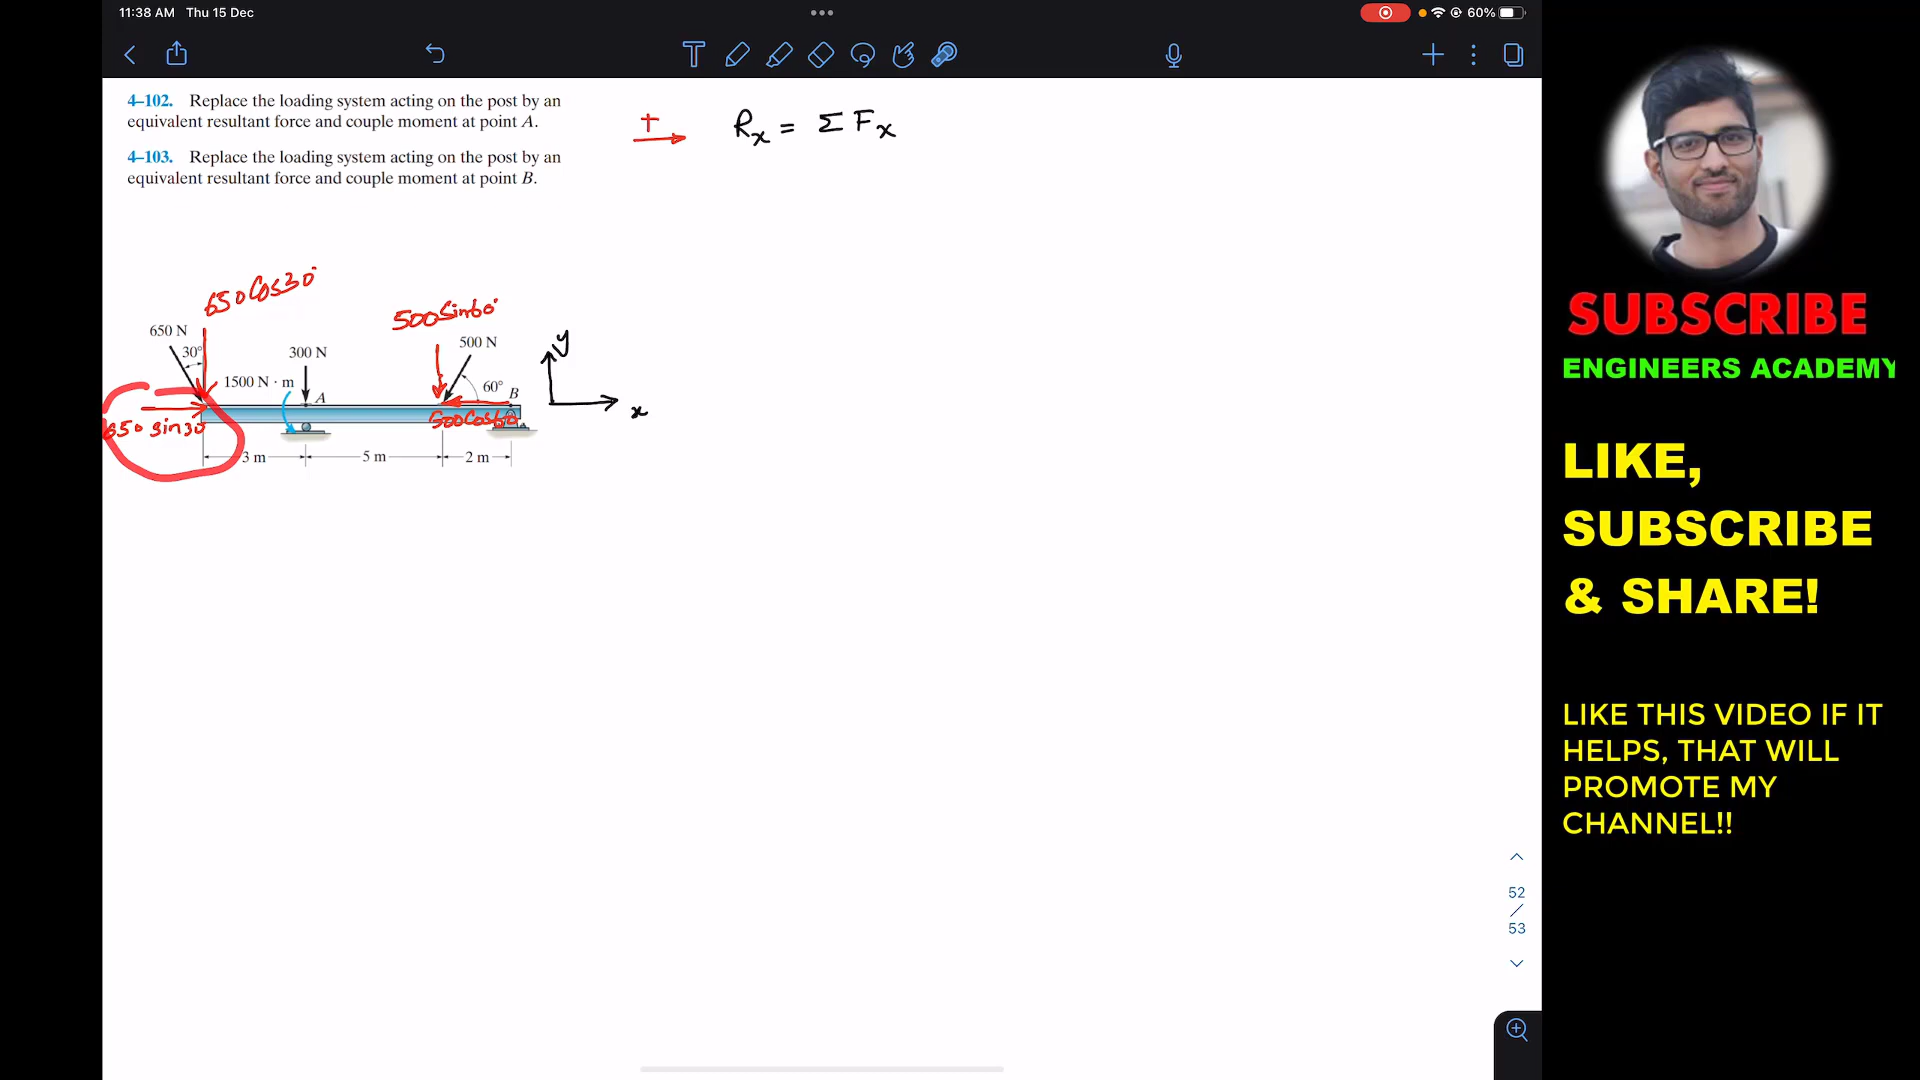 11:38 AM Thu 15 Dec
60%
4–102. Replace the loading system acting on the post by an
equivalent resultant force and couple moment at point A.
4–103. Replace the loading system acting on the post by an
equivalent resultant force and couple moment at point B.
+
Rx = ΣFx
650Cos30°
500Sin60°
650 N
30°
300 N
500 N
y
1500 N · m
A
60°
B
x
650 sin30
500Cos60
3 m
5 m
2 m
52
/
53
SUBSCRIBE
ENGINEERS ACADEMY
LIKE,
SUBSCRIBE
& SHARE!
LIKE THIS VIDEO IF IT
HELPS, THAT WILL
PROMOTE MY
CHANNEL!!